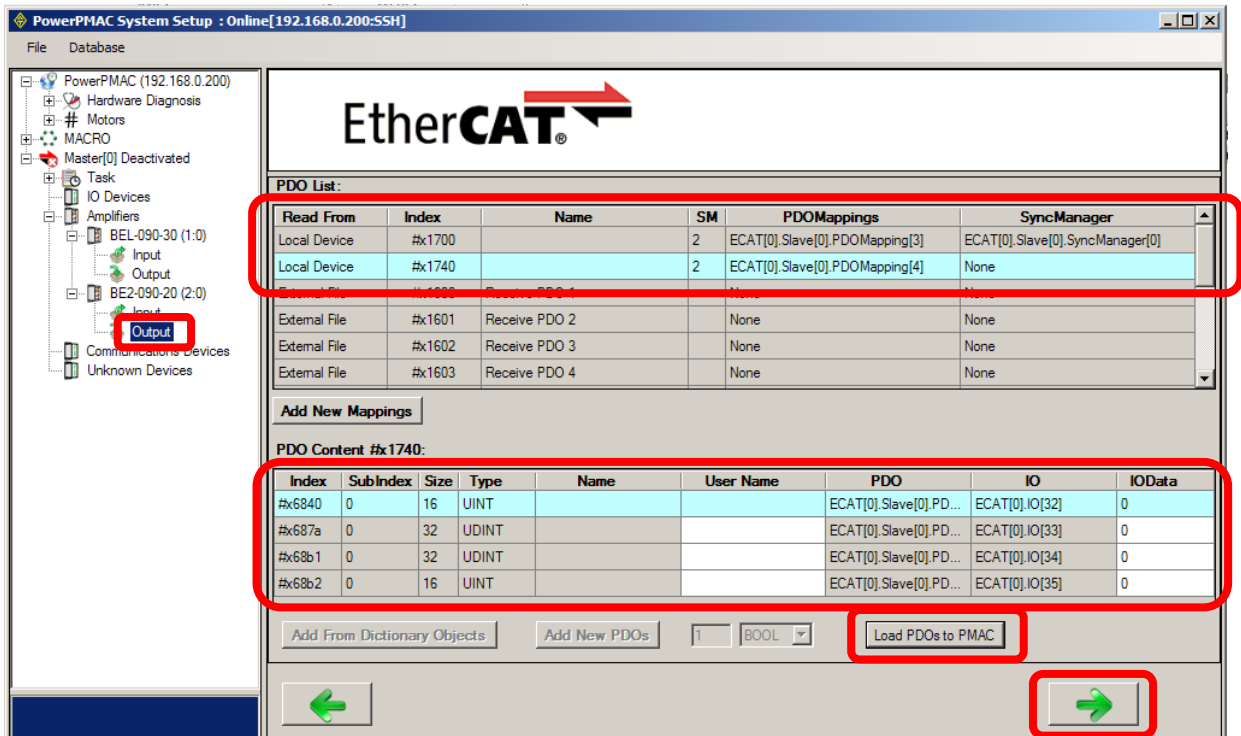 PowerPMAC System Setup : Online[192.168.0.200:SSH]
File Database
PowerPMAC (192.168.0.200)
Hardware Diagnosis
# Motors
MACRO
Master[0] Deactivated
Task
IO Devices
Amplifiers
BEL-090-30 (1:0)
Input
Output
BE2-090-20 (2:0)
Input
Output
Communications Devices
Unknown Devices
EtherCAT®
PDO List:
Read From Index Name SM PDOMappings SyncManager
Local Device #x1700 2 ECAT[0].Slave[0].PDOMapping[3] ECAT[0].Slave[0].SyncManager[0]
Local Device #x1740 2 ECAT[0].Slave[0].PDOMapping[4] None
External File Receive PDO 1 None None
External File #x1601 Receive PDO 2 None None
External File #x1602 Receive PDO 3 None None
External File #x1603 Receive PDO 4 None None
Add New Mappings
PDO Content #x1740:
Index SubIndex Size Type Name User Name PDO IO IOData
#x6840 0 16 UINT ECAT[0].Slave[0].PD... ECAT[0].IO[32] 0
#x687a 0 32 UDINT ECAT[0].Slave[0].PD... ECAT[0].IO[33] 0
#x68b1 0 32 UDINT ECAT[0].Slave[0].PD... ECAT[0].IO[34] 0
#x68b2 0 16 UINT ECAT[0].Slave[0].PD... ECAT[0].IO[35] 0
Add From Dictionary Objects Add New PDOs 1 BOOL Load PDOs to PMAC